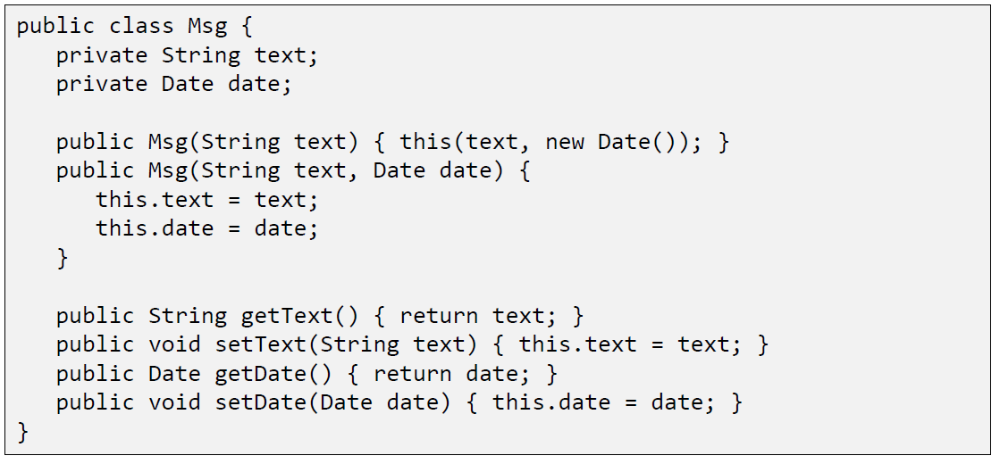 public class Msg {
   private String text;
   private Date date;

   public Msg(String text) { this(text, new Date()); }
   public Msg(String text, Date date) {
      this.text = text;
      this.date = date;
   }

   public String getText() { return text; }
   public void setText(String text) { this.text = text; }
   public Date getDate() { return date; }
   public void setDate(Date date) { this.date = date; }
}